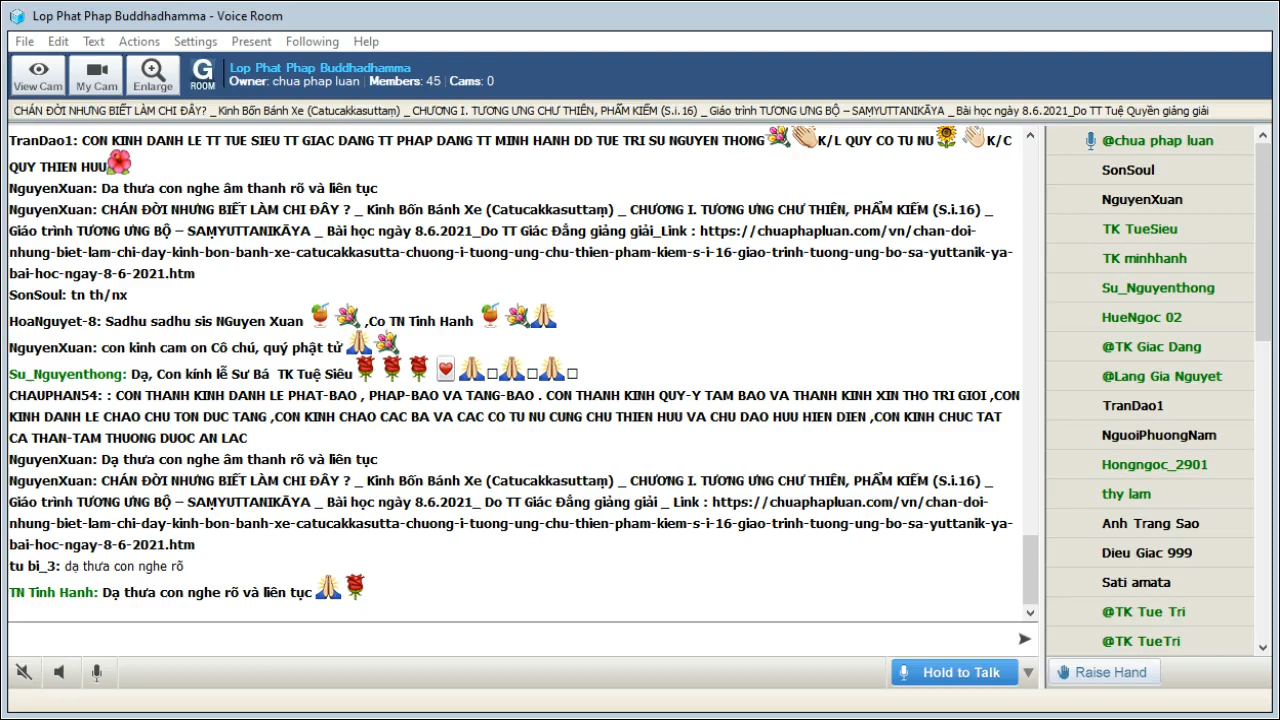 Lop Phat Phap Buddhadhamma - Voice Room
File Edit Text Actions Settings Present Following Help
View Cam
My Cam
Enlarge
G ROOM
Lop Phat Phap Buddhadhamma
Owner: chua phap luan | Members: 45 | Cams: 0
CHÁN ĐỜI NHƯNG BIẾT LÀM CHI ĐÂY? _ Kinh Bốn Bánh Xe (Catucakkasuttaṃ) _ CHƯƠNG I. TƯƠNG ƯNG CHƯ THIÊN, PHẨM KIẾM (S.i.16) _ Giáo trình TƯƠNG ƯNG BỘ – SAṂYUTTANIKĀYA _ Bài học ngày 8.6.2021_Do TT Tuệ Quyền giảng giải
TranDao1: CON KINH DANH LE TT TUE SIEU TT GIAC DANG TT PHAP DANG TT MINH HANH DD TUE TRI SU NGUYEN THONG K/L QUY CO TU NU K/C
QUY THIEN HUU
NguyenXuan: Da thưa con nghe âm thanh rõ và liên tục
NguyenXuan: CHÁN ĐỜI NHƯNG BIẾT LÀM CHI ĐÂY ? _ Kinh Bốn Bánh Xe (Catucakkasuttaṃ) _ CHƯƠNG I. TƯƠNG ƯNG CHƯ THIÊN, PHẨM KIẾM (S.i.16) _
Giáo trình TƯƠNG ƯNG BỘ – SAṂYUTTANIKĀYA _ Bài học ngày 8.6.2021_Do TT Giác Đẳng giảng giải_Link : https://chuaphapluan.com/vn/chan-doi-
nhung-biet-lam-chi-day-kinh-bon-banh-xe-catucakkasutta-chuong-i-tuong-ung-chu-thien-pham-kiem-s-i-16-giao-trinh-tuong-ung-bo-sa-yuttanik-ya-
bai-hoc-ngay-8-6-2021.htm
SonSoul: tn th/nx
HoaNguyet-8: Sadhu sadhu sis NGuyen Xuan ,Co TN Tinh Hanh
NguyenXuan: con kinh cam on Cô chú, quý phật tử
Su_Nguyenthong: Dạ, Con kính lễ Sư Bá TK Tuệ Siêu
CHAUPHAN54: : CON THANH KINH DANH LE PHAT-BAO , PHAP-BAO VA TANG-BAO . CON THANH KINH QUY-Y TAM BAO VA THANH KINH XIN THO TRI GIOI ,CON
KINH DANH LE CHAO CHU TON DUC TANG ,CON KINH CHAO CAC BA VA CAC CO TU NU CUNG CHU THIEN HUU VA CHU DAO HUU HIEN DIEN ,CON KINH CHUC TAT
CA THAN-TAM THUONG DUOC AN LAC
NguyenXuan: Dạ thưa con nghe âm thanh rõ và liên tục
NguyenXuan: CHÁN ĐỜI NHƯNG BIẾT LÀM CHI ĐÂY ? _ Kinh Bốn Bánh Xe (Catucakkasuttaṃ) _ CHƯƠNG I. TƯƠNG ƯNG CHƯ THIÊN, PHẨM KIẾM (S.i.16) _
Giáo trình TƯƠNG ƯNG BỘ – SAṂYUTTANIKĀYA _ Bài học ngày 8.6.2021_ Do TT Giác Đẳng giảng giải _ Link : https://chuaphapluan.com/vn/chan-doi-
nhung-biet-lam-chi-day-kinh-bon-banh-xe-catucakkasutta-chuong-i-tuong-ung-chu-thien-pham-kiem-s-i-16-giao-trinh-tuong-ung-bo-sa-yuttanik-ya-
bai-hoc-ngay-8-6-2021.htm
tu bi_3: dạ thưa con nghe rõ
TN Tinh Hanh: Dạ thưa con nghe rõ và liên tục
@chua phap luan
SonSoul
NguyenXuan
TK TueSieu
TK minhhanh
Su_Nguyenthong
HueNgoc 02
@TK Giac Dang
@Lang Gia Nguyet
TranDao1
NguoiPhuongNam
Hongngoc_2901
thy lam
Anh Trang Sao
Dieu Giac 999
Sati amata
@TK Tue Tri
@TK TueTri
Hold to Talk
Raise Hand